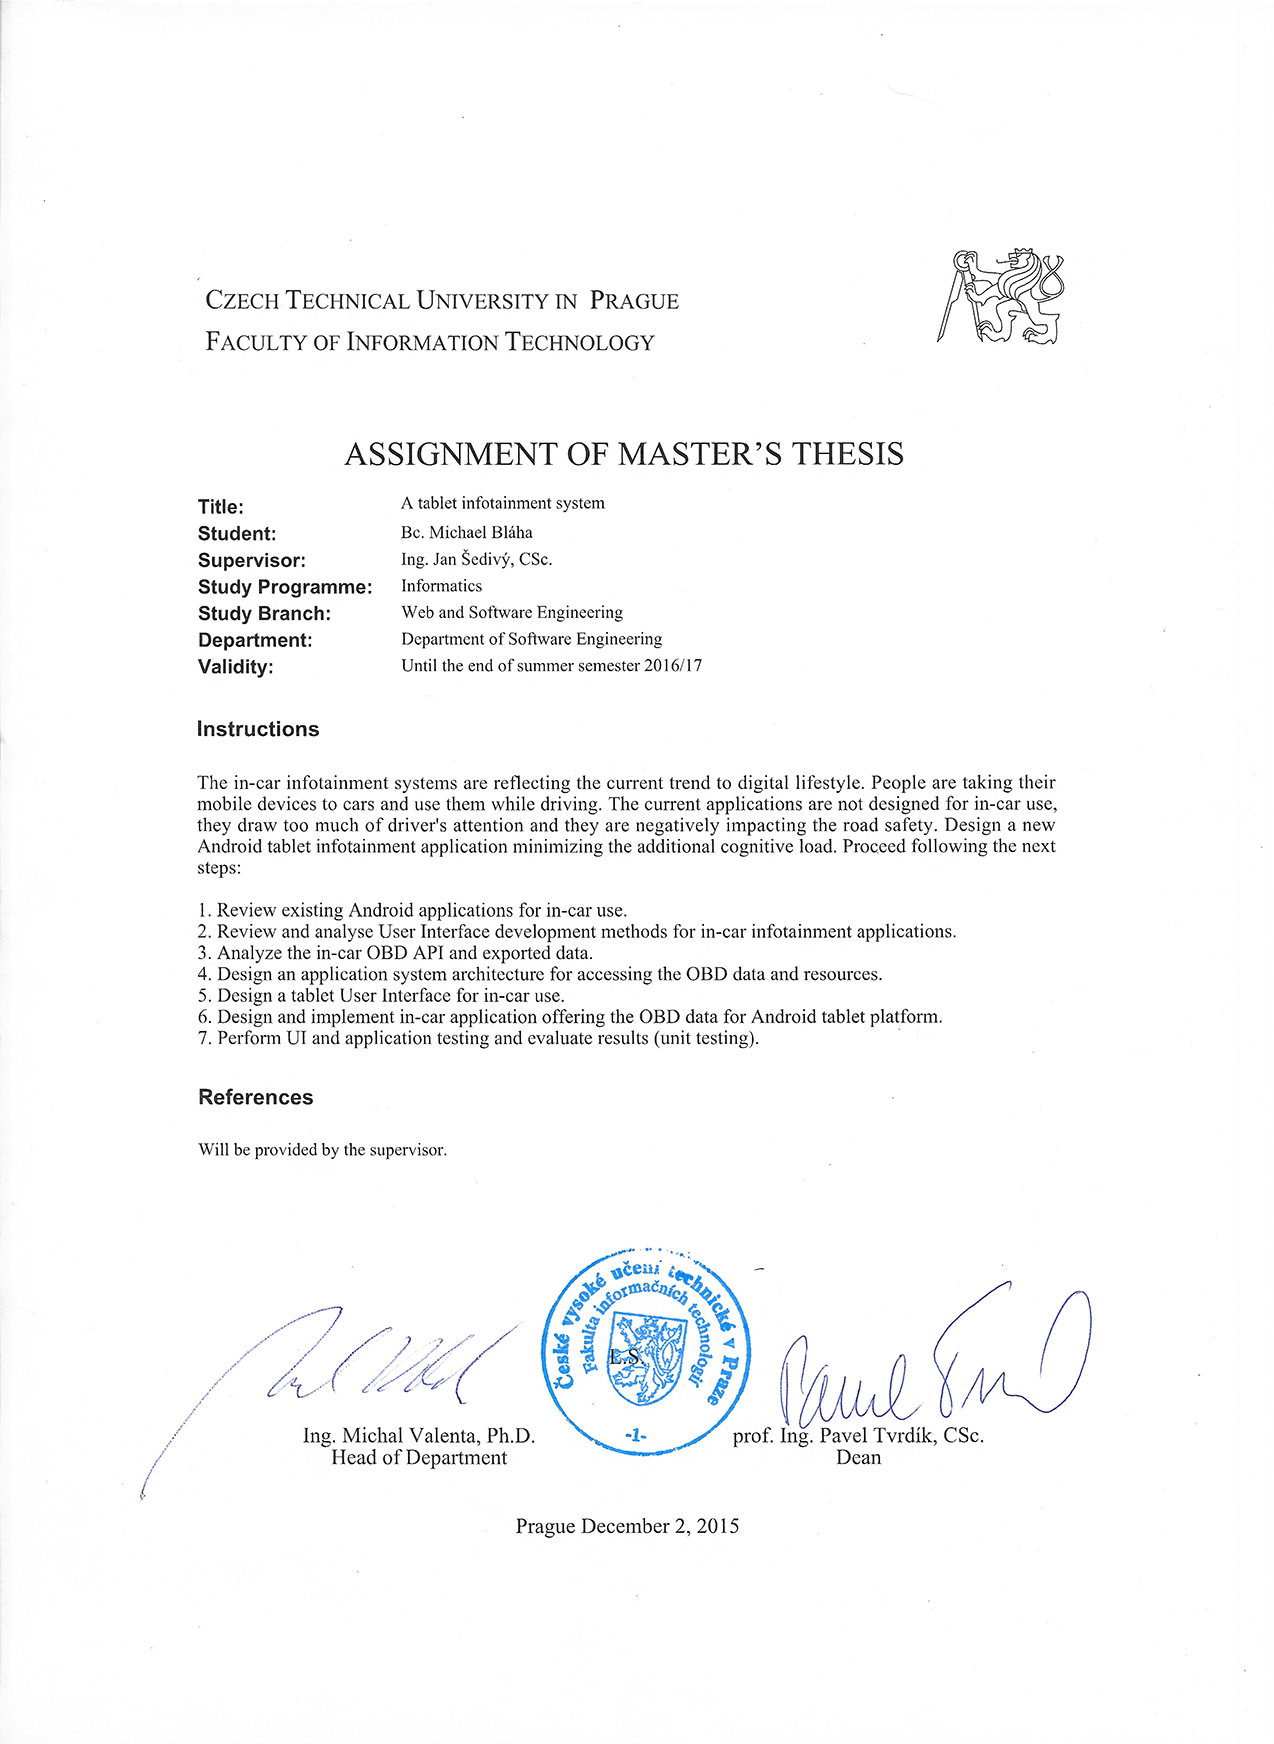 CZECH TECHNICAL UNIVERSITY IN PRAGUE
FACULTY OF INFORMATION TECHNOLOGY
ASSIGNMENT OF MASTER'S THESIS
Title: A tablet infotainment system
Student: Bc. Michael Bláha
Supervisor: Ing. Jan Šedivý, CSc.
Study Programme: Informatics
Study Branch: Web and Software Engineering
Department: Department of Software Engineering
Validity: Until the end of summer semester 2016/17
Instructions
The in-car infotainment systems are reflecting the current trend to digital lifestyle. People are taking their
mobile devices to cars and use them while driving. The current applications are not designed for in-car use,
they draw too much of driver's attention and they are negatively impacting the road safety. Design a new
Android tablet infotainment application minimizing the additional cognitive load. Proceed following the next
steps:
1. Review existing Android applications for in-car use.
2. Review and analyse User Interface development methods for in-car infotainment applications.
3. Analyze the in-car OBD API and exported data.
4. Design an application system architecture for accessing the OBD data and resources.
5. Design a tablet User Interface for in-car use.
6. Design and implement in-car application offering the OBD data for Android tablet platform.
7. Perform UI and application testing and evaluate results (unit testing).
References
Will be provided by the supervisor.
České vysoké učení technické v Praze
Fakulta informačních technologií
L.S.
-1-
Pavel
Ing. Michal Valenta, Ph.D.
Head of Department
prof. Ing. Pavel Tvrdík, CSc.
Dean
Prague December 2, 2015